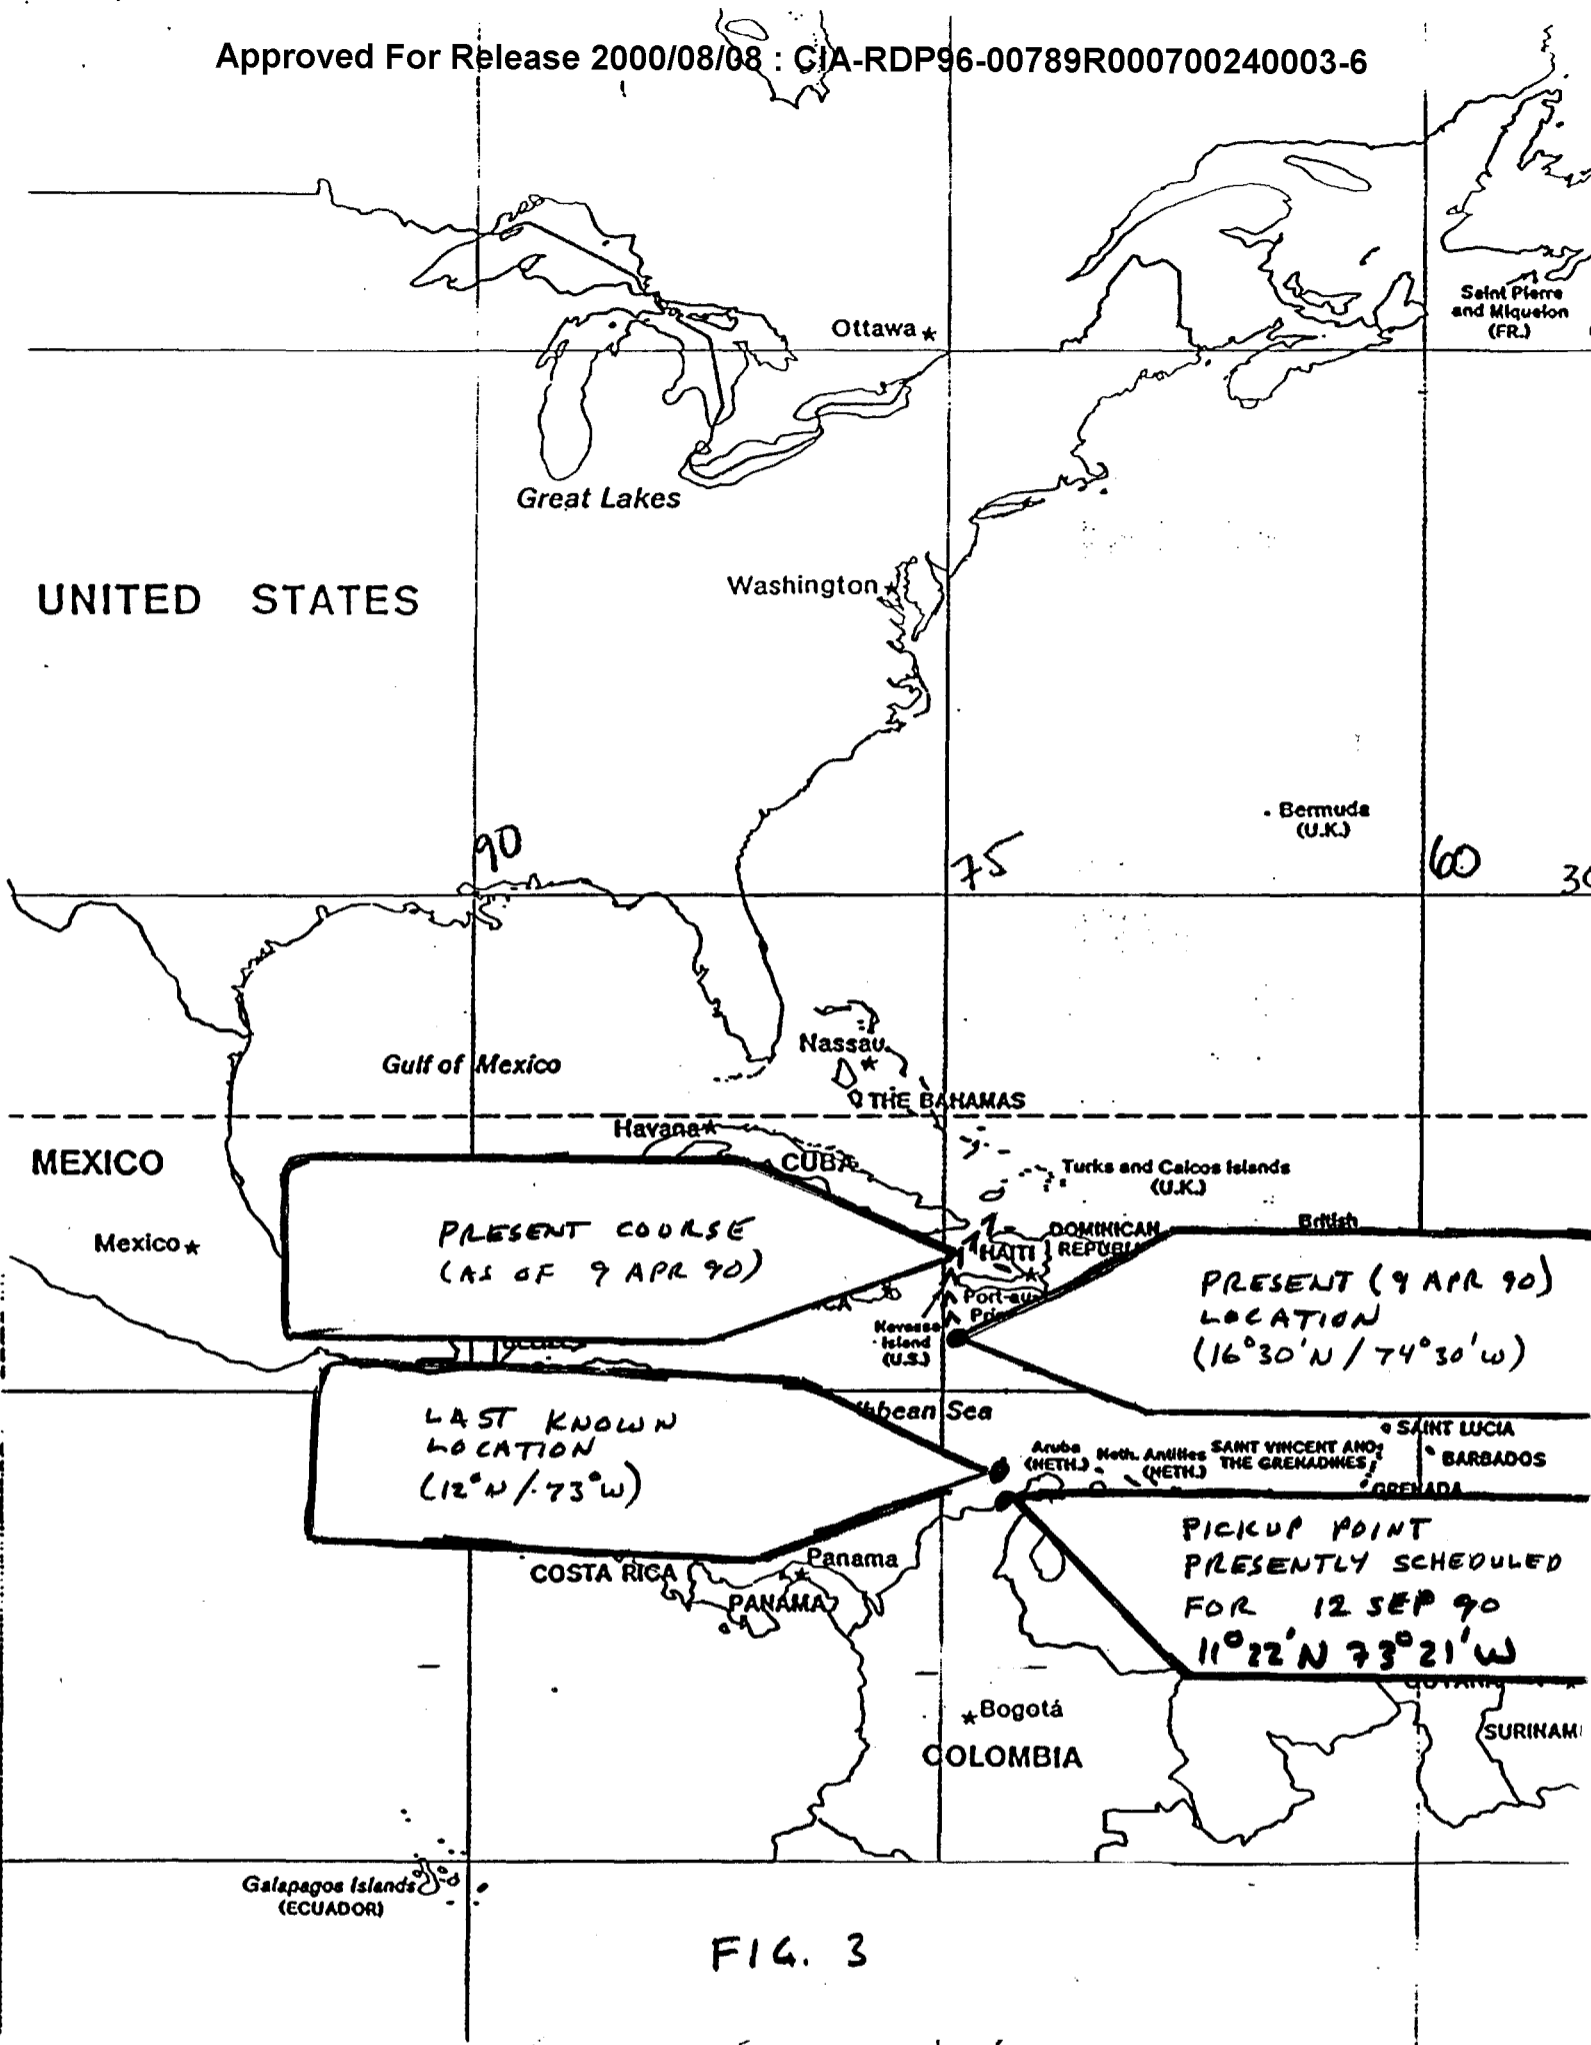 Approved For Release 2000/08/08 : CIA-RDP96-00789R000700240003-6
Saint Pierre
and Miquelon
(FR.)
Ottawa
Great Lakes
UNITED STATES
Washington
Bermuda
(U.K.)
90
75
60
30
Nassau
Gulf of Mexico
THE BAHAMAS
Havana
MEXICO
CUBA
Turks and Caicos Islands
(U.K.)
Mexico
PRESENT COURSE
(AS OF 9 APR 90)
HAITI
DOMINICAN
British
PRESENT (9 APR 90)
LOCATION
(16°30'N / 74°30'W)
Island
(U.S.)
LAST KNOWN
LOCATION
(12°N / 73°W)
Sea
Aruba
(NETH.)
Neth. Antilles
(NETH.)
SAINT VINCENT AND
THE GRENADINES
SAINT LUCIA
BARBADOS
GRENADA
PICKUP POINT
PRESENTLY SCHEDULED
FOR 12 SEP 90
11°22'N 73°21'W
COSTA RICA
Panama
PANAMA
Bogotá
COLOMBIA
Galapagos Islands
(ECUADOR)
FIG. 3